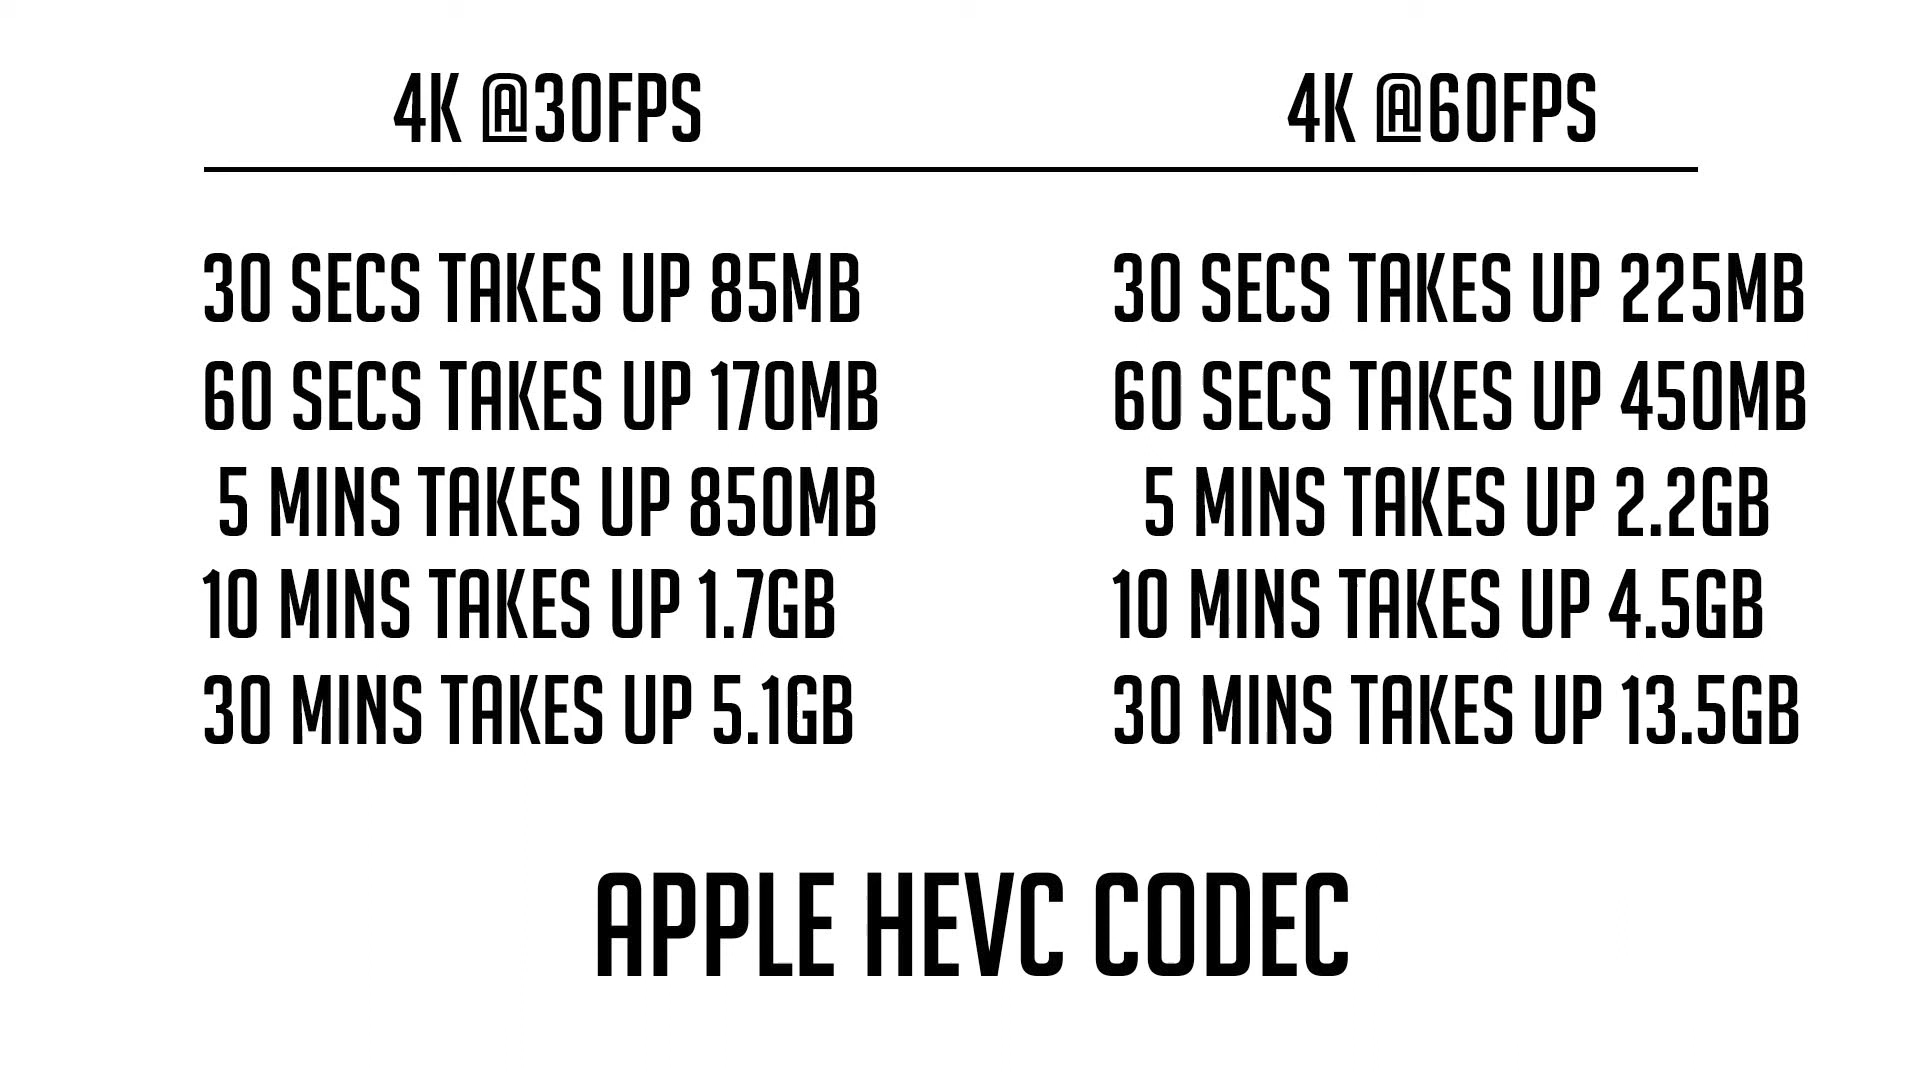 4K @30FPS
4K @60FPS
30 SECS TAKES UP 85MB
30 SECS TAKES UP 225MB
60 SECS TAKES UP 170MB
60 SECS TAKES UP 450MB
5 MINS TAKES UP 850MB
5 MINS TAKES UP 2.2GB
10 MINS TAKES UP 1.7GB
10 MINS TAKES UP 4.5GB
30 MINS TAKES UP 5.1GB
30 MINS TAKES UP 13.5GB
APPLE HEVC CODEC